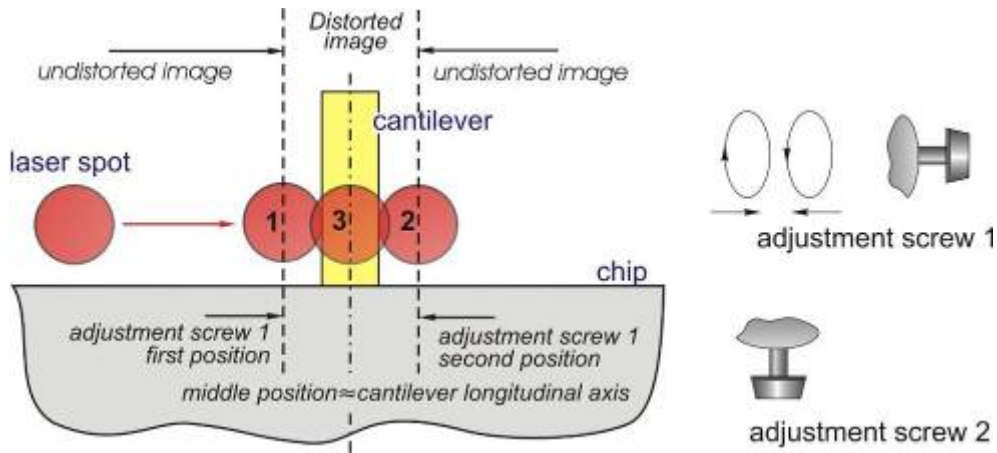 Distorted
image
undistorted image
undistorted image
cantilever
laser spot
1
3
2
chip
adjustment screw 1
first position
adjustment screw 1
second position
middle position≈cantilever longitudinal axis
adjustment screw 1
adjustment screw 2